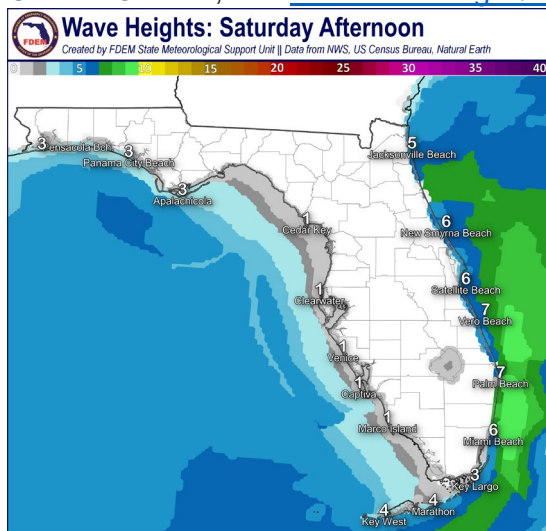 FDEM
Wave Heights: Saturday Afternoon
Created by FDEM State Meteorological Support Unit || Data from NWS, US Census Bureau, Natural Earth
0 5 10 15 20 25 30 35 40
5
Jacksonville Beach
3
Pensacola Bch
3
Panama City Beach
3
Apalachicola
1
Cedar Key
6
New Smyrna Beach
6
Satellite Beach
1
Clearwater
7
Vero Beach
1
Venice
7
Palm Beach
1
Captiva
1
Marco Island
6
Miami Beach
3
Key Largo
4
Marathon
4
Key West